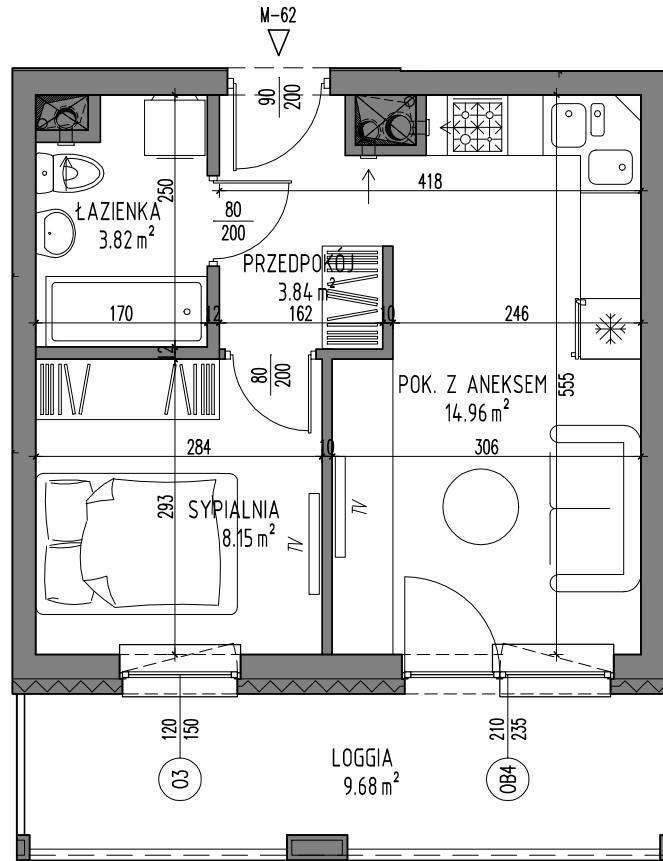 M-62
90
200
418
250
ŁAZIENKA
3.82 m²
80
200
PRZEDPOKÓJ
3.84 m²
170
12
162
10
246
12
80
200
POK. Z ANEKSEM
14.96 m²
555
284
10
306
293
SYPIALNIA
8.15 m²
TV
TV
120
150
210
235
LOGGIA
9.68 m²
03
0B4